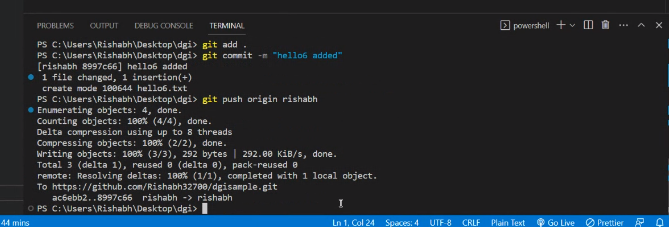 PROBLEMS OUTPUT DEBUG CONSOLE TERMINAL powershell
PS C:\Users\Rishabh\Desktop\dgi> git add .
PS C:\Users\Rishabh\Desktop\dgi> git commit -m "hello6 added"
[rishabh 8997c66] hello6 added
1 file changed, 1 insertion(+)
create mode 100644 hello6.txt
PS C:\Users\Rishabh\Desktop\dgi> git push origin rishabh
Enumerating objects: 4, done.
Counting objects: 100% (4/4), done.
Delta compression using up to 8 threads
Compressing objects: 100% (2/2), done.
Writing objects: 100% (3/3), 292 bytes | 292.00 KiB/s, done.
Total 3 (delta 1), reused 0 (delta 0), pack-reused 0
remote: Resolving deltas: 100% (1/1), completed with 1 local object.
To https://github.com/Rishabh32700/dgisample.git
ac6ebb2..8997c66 rishabh -> rishabh
PS C:\Users\Rishabh\Desktop\dgi>
44 mins Ln 1, Col 24 Spaces: 4 UTF-8 CRLF Plain Text Go Live Prettier